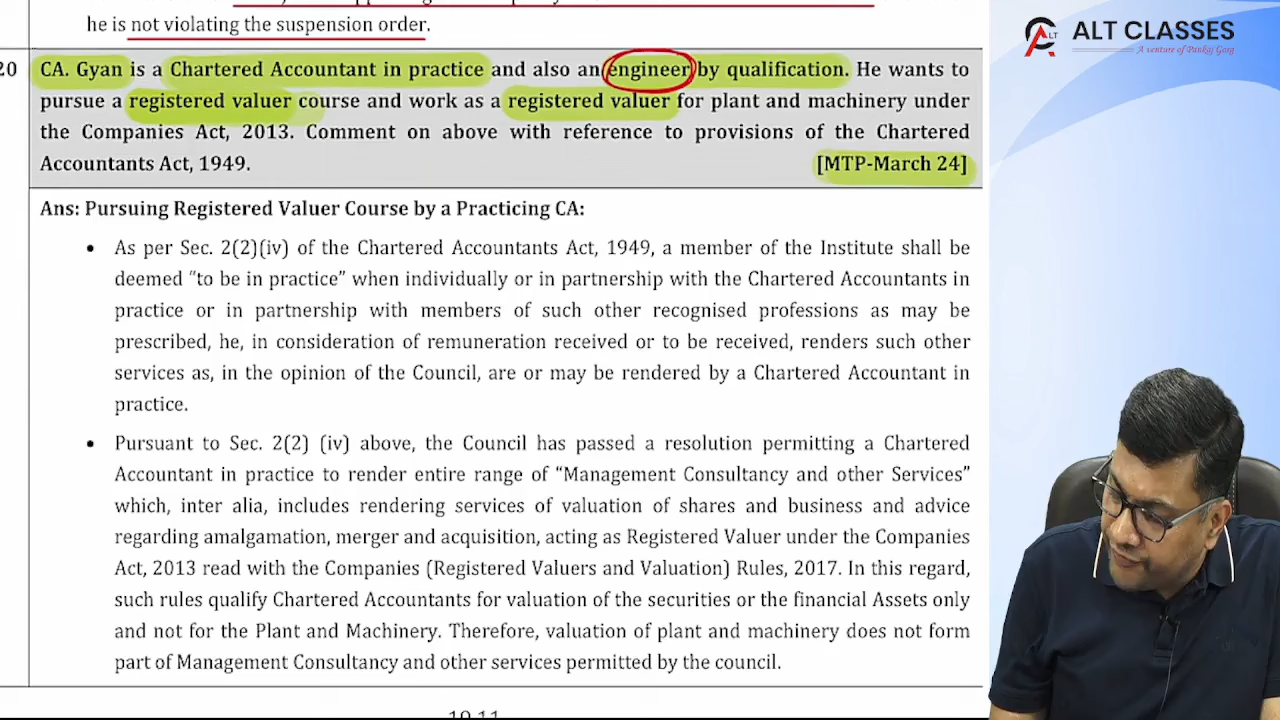 he is not violating the suspension order.
20
CA. Gyan is a Chartered Accountant in practice and also an engineer by qualification. He wants to
pursue a registered valuer course and work as a registered valuer for plant and machinery under
the Companies Act, 2013. Comment on above with reference to provisions of the Chartered
Accountants Act, 1949. [MTP-March 24]
Ans: Pursuing Registered Valuer Course by a Practicing CA:
• As per Sec. 2(2)(iv) of the Chartered Accountants Act, 1949, a member of the Institute shall be
deemed “to be in practice” when individually or in partnership with the Chartered Accountants in
practice or in partnership with members of such other recognised professions as may be
prescribed, he, in consideration of remuneration received or to be received, renders such other
services as, in the opinion of the Council, are or may be rendered by a Chartered Accountant in
practice.
• Pursuant to Sec. 2(2) (iv) above, the Council has passed a resolution permitting a Chartered
Accountant in practice to render entire range of “Management Consultancy and other Services”
which, inter alia, includes rendering services of valuation of shares and business and advice
regarding amalgamation, merger and acquisition, acting as Registered Valuer under the Companies
Act, 2013 read with the Companies (Registered Valuers and Valuation) Rules, 2017. In this regard,
such rules qualify Chartered Accountants for valuation of the securities or the financial Assets only
and not for the Plant and Machinery. Therefore, valuation of plant and machinery does not form
part of Management Consultancy and other services permitted by the council.
ALT
ALT CLASSES
A venture of Pankaj Garg